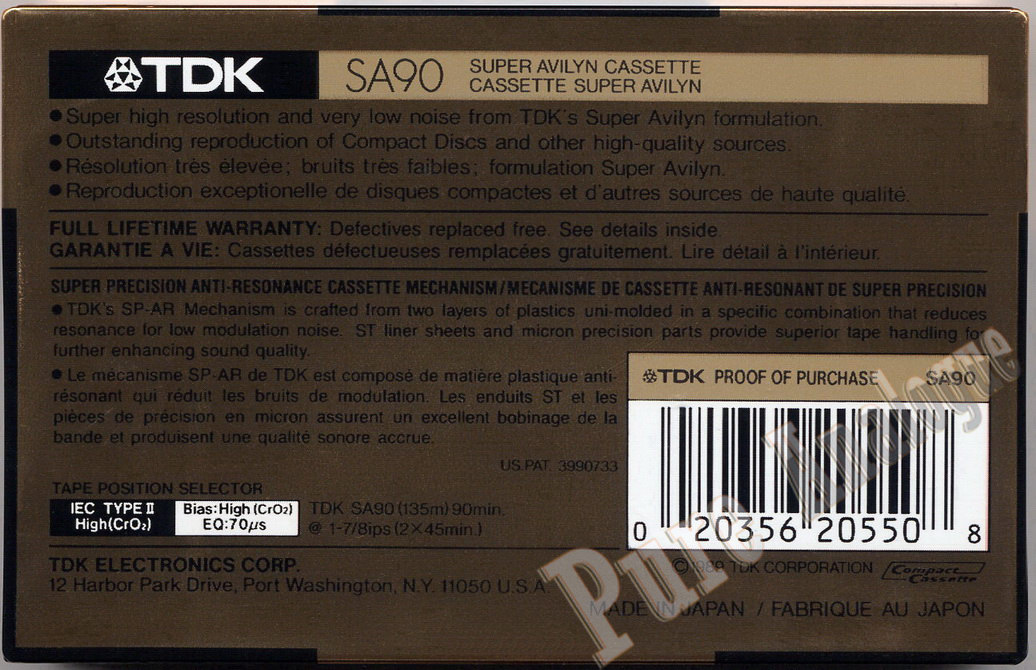 TDK SA90 SUPER AVILYN CASSETTE
CASSETTE SUPER AVILYN
● Super high resolution and very low noise from TDK's Super Avilyn formulation.
● Outstanding reproduction of Compact Discs and other high-quality sources.
● Résolution très élevée; bruits très faibles; formulation Super Avilyn.
● Reproduction exceptionelle de disques compactes et d'autres sources de haute qualité.
FULL LIFETIME WARRANTY: Defectives replaced free. See details inside.
GARANTIE A VIE: Cassettes défectueuses remplacées gratuitement. Lire détail à l'intérieur.
SUPER PRECISION ANTI-RESONANCE CASSETTE MECHANISM/MECANISME DE CASSETTE ANTI-RESONANT DE SUPER PRECISION
● TDK's SP-AR Mechanism is crafted from two layers of plastics uni-molded in a specific combination that reduces
resonance for low modulation noise. ST liner sheets and micron precision parts provide superior tape handling for
further enhancing sound quality.
● Le mécanisme SP-AR de TDK est composé de matière plastique anti-
résonant qui réduit les bruits de modulation. Les enduits ST et les
pièces de précision en micron assurent un excellent bobinage de la
bande et produisent une qualité sonore accrue.
US.PAT. 3990733
TDK PROOF OF PURCHASE SA90
0 20356 20550 8
TAPE POSITION SELECTOR
IEC TYPE II
High(CrO₂)
Bias:High (CrO₂)
EQ:70μs
TDK SA90(135m)90min.
@ 1-7/8ips(2×45min.)
TDK ELECTRONICS CORP.
12 Harbor Park Drive, Port Washington, N.Y. 11050 U.S.A.
©1989 TDK CORPORATION
Compact
Cassette
MADE IN JAPAN / FABRIQUE AU JAPON
Pure Analoge